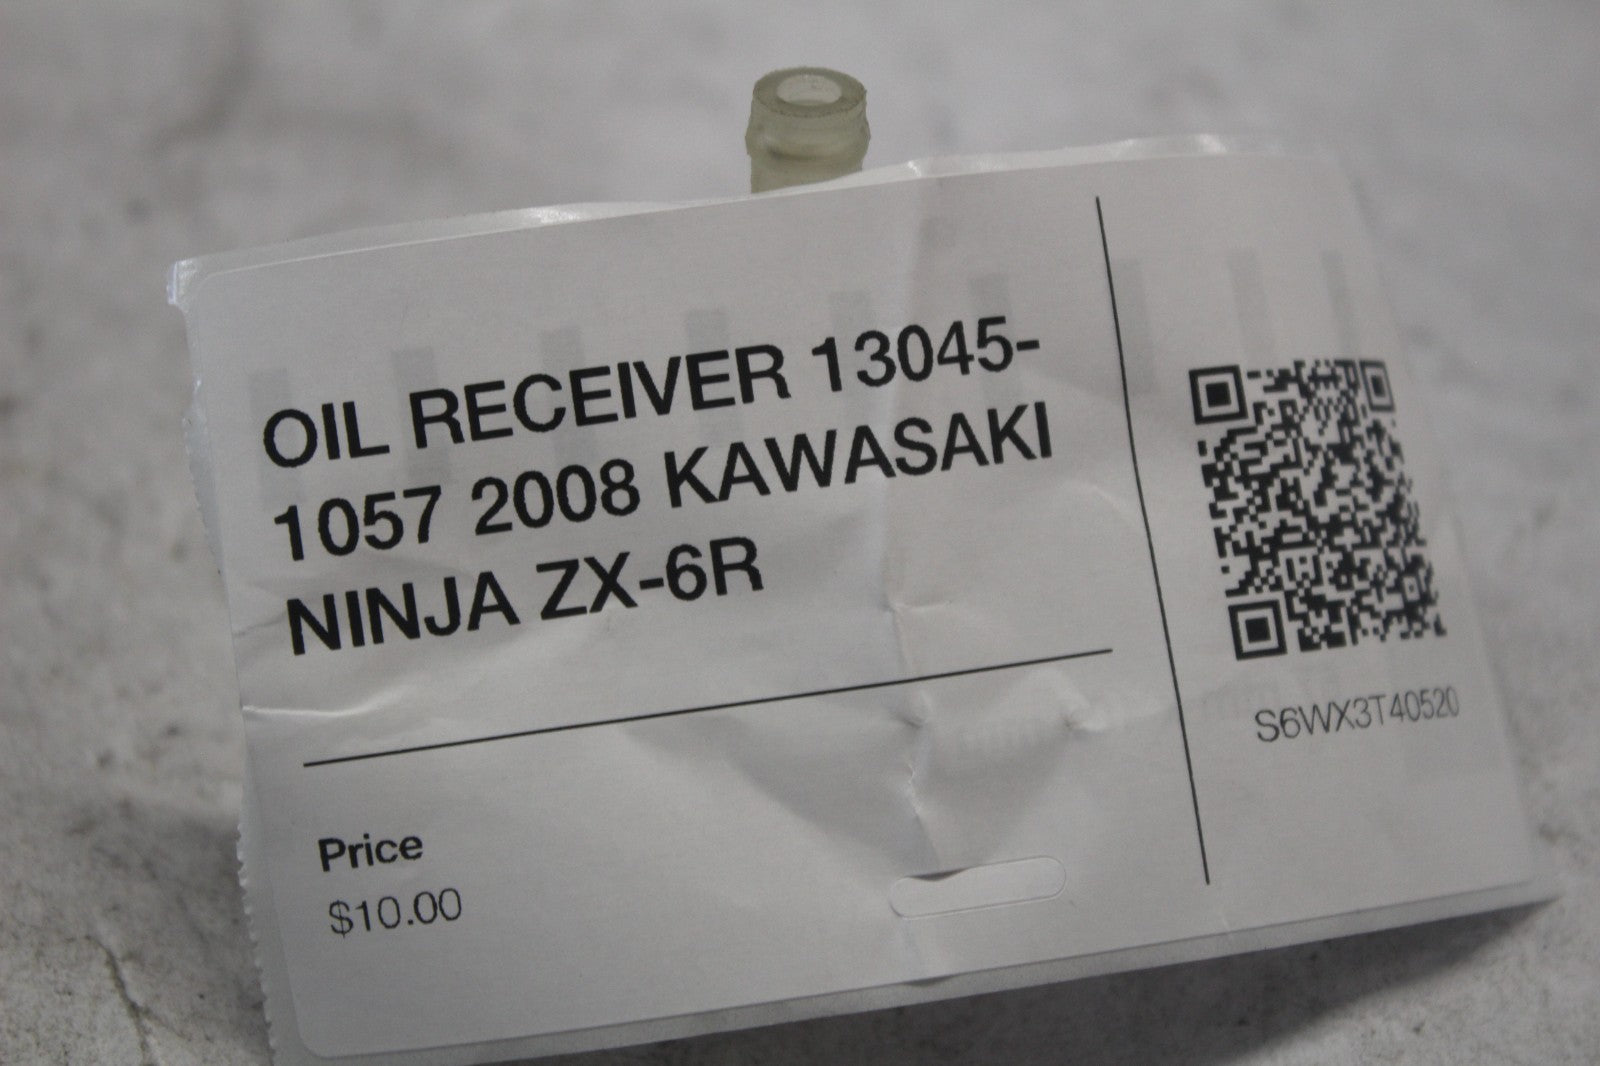 OIL RECEIVER 13045-
1057 2008 KAWASAKI
NINJA ZX-6R
Price
$10.00
S6WX3T40520